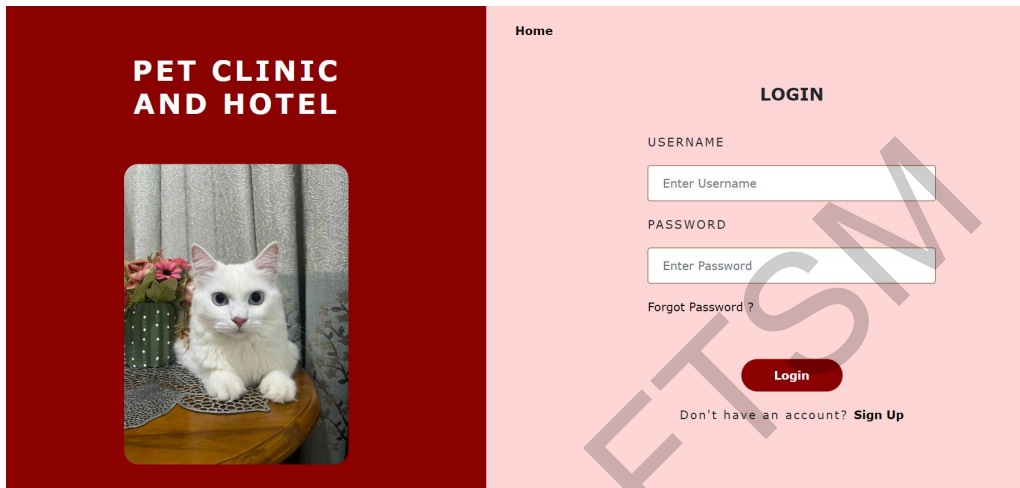 PET CLINIC
AND HOTEL
Home
LOGIN
USERNAME
Enter Username
PASSWORD
Enter Password
Forgot Password ?
Login
Don't have an account? Sign Up
FTSM